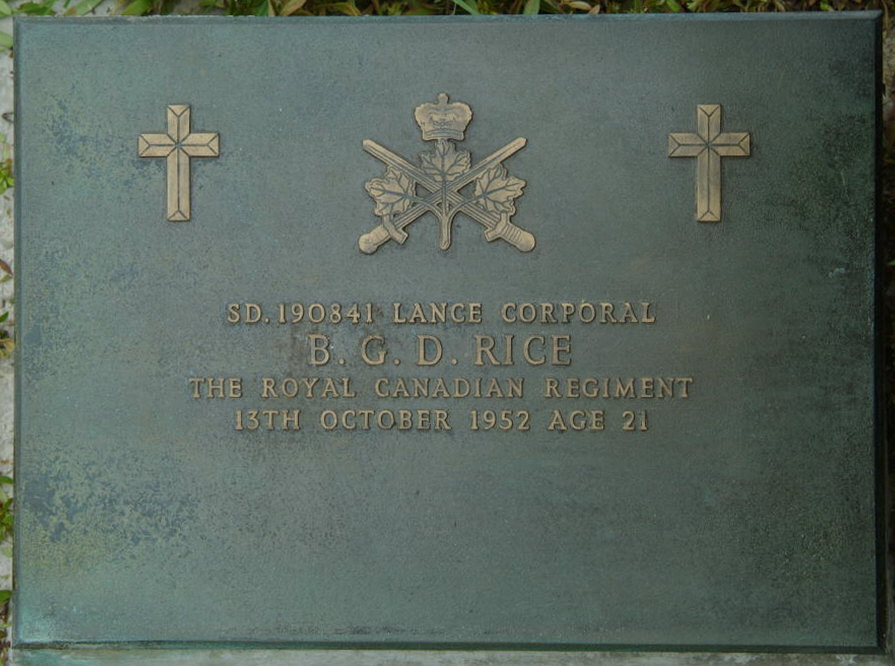 SD.190841 LANCE CORPORAL
B. G. D. RICE
THE ROYAL CANADIAN REGIMENT
13TH OCTOBER 1952 AGE 21